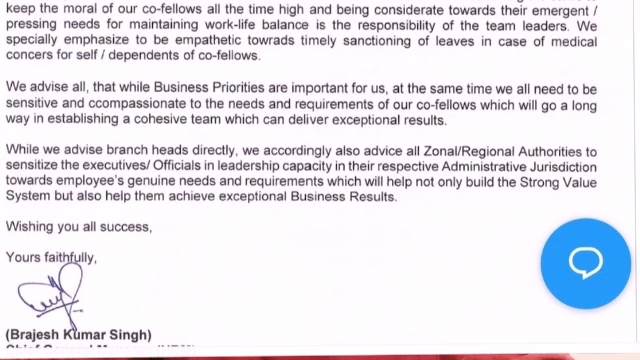 keep the moral of our co-fellows all the time high and being considerate towards their emergent /
pressing needs for maintaining work-life balance is the responsibility of the team leaders. We
specially emphasize to be empathetic towrads timely sanctioning of leaves in case of medical
concers for self / dependents of co-fellows.
We advise all, that while Business Priorities are important for us, at the same time we all need to be
sensitive and ccompassionate to the needs and requirements of our co-fellows which will go a long
way in establishing a cohesive team which can deliver exceptional results.
While we advise branch heads directly, we accordingly also advice all Zonal/Regional Authorities to
sensitize the executives/ Officials in leadership capacity in their respective Administrative Jurisdiction
towards employee's genuine needs and requirements which will help not only build the Strong Value
System but also help them achieve exceptional Business Results.
Wishing you all success,
Yours faithfully,
(Brajesh Kumar Singh)